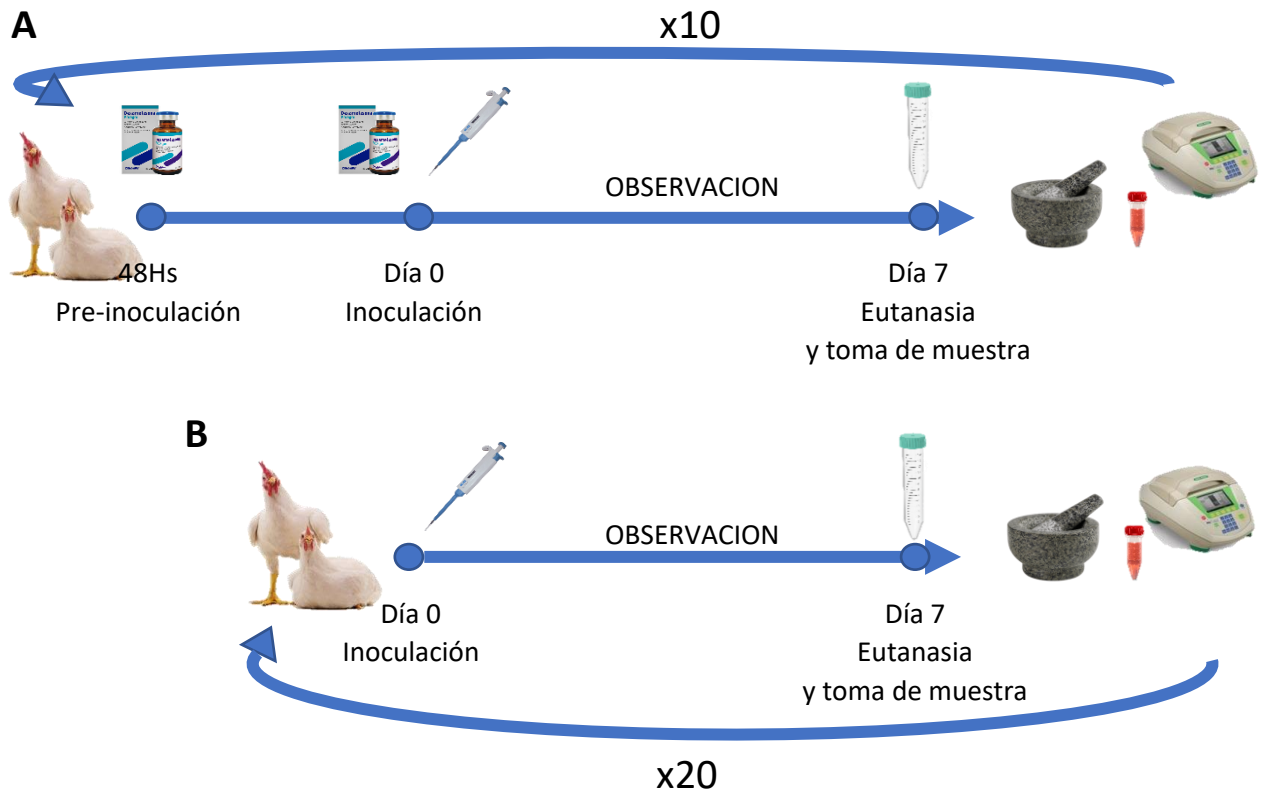 A
x10
OBSERVACION
48Hs
Pre-inoculación
Día 0
Inoculación
Día 7
Eutanasia
y toma de muestra
B
OBSERVACION
Día 0
Inoculación
Día 7
Eutanasia
y toma de muestra
x20